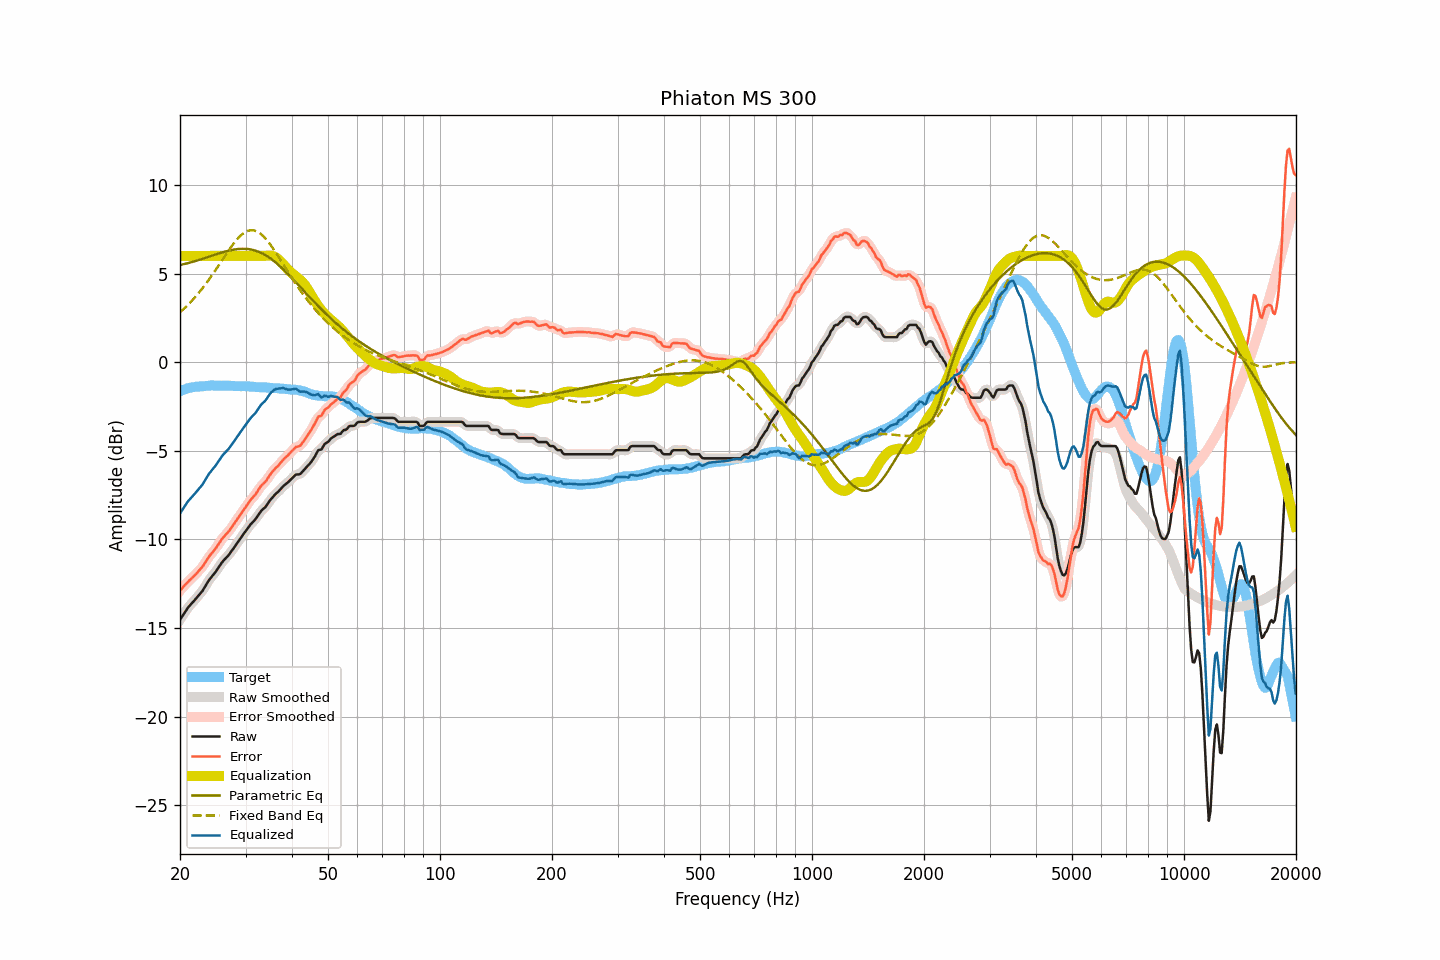 Phiaton MS 300
Amplitude (dBr)
10
5
0
−5
−10
−15
−20
−25
Target
Raw Smoothed
Error Smoothed
Raw
Error
Equalization
Parametric Eq
Fixed Band Eq
Equalized
20 50 100 200 500 1000 2000 5000 10000 20000
Frequency (Hz)